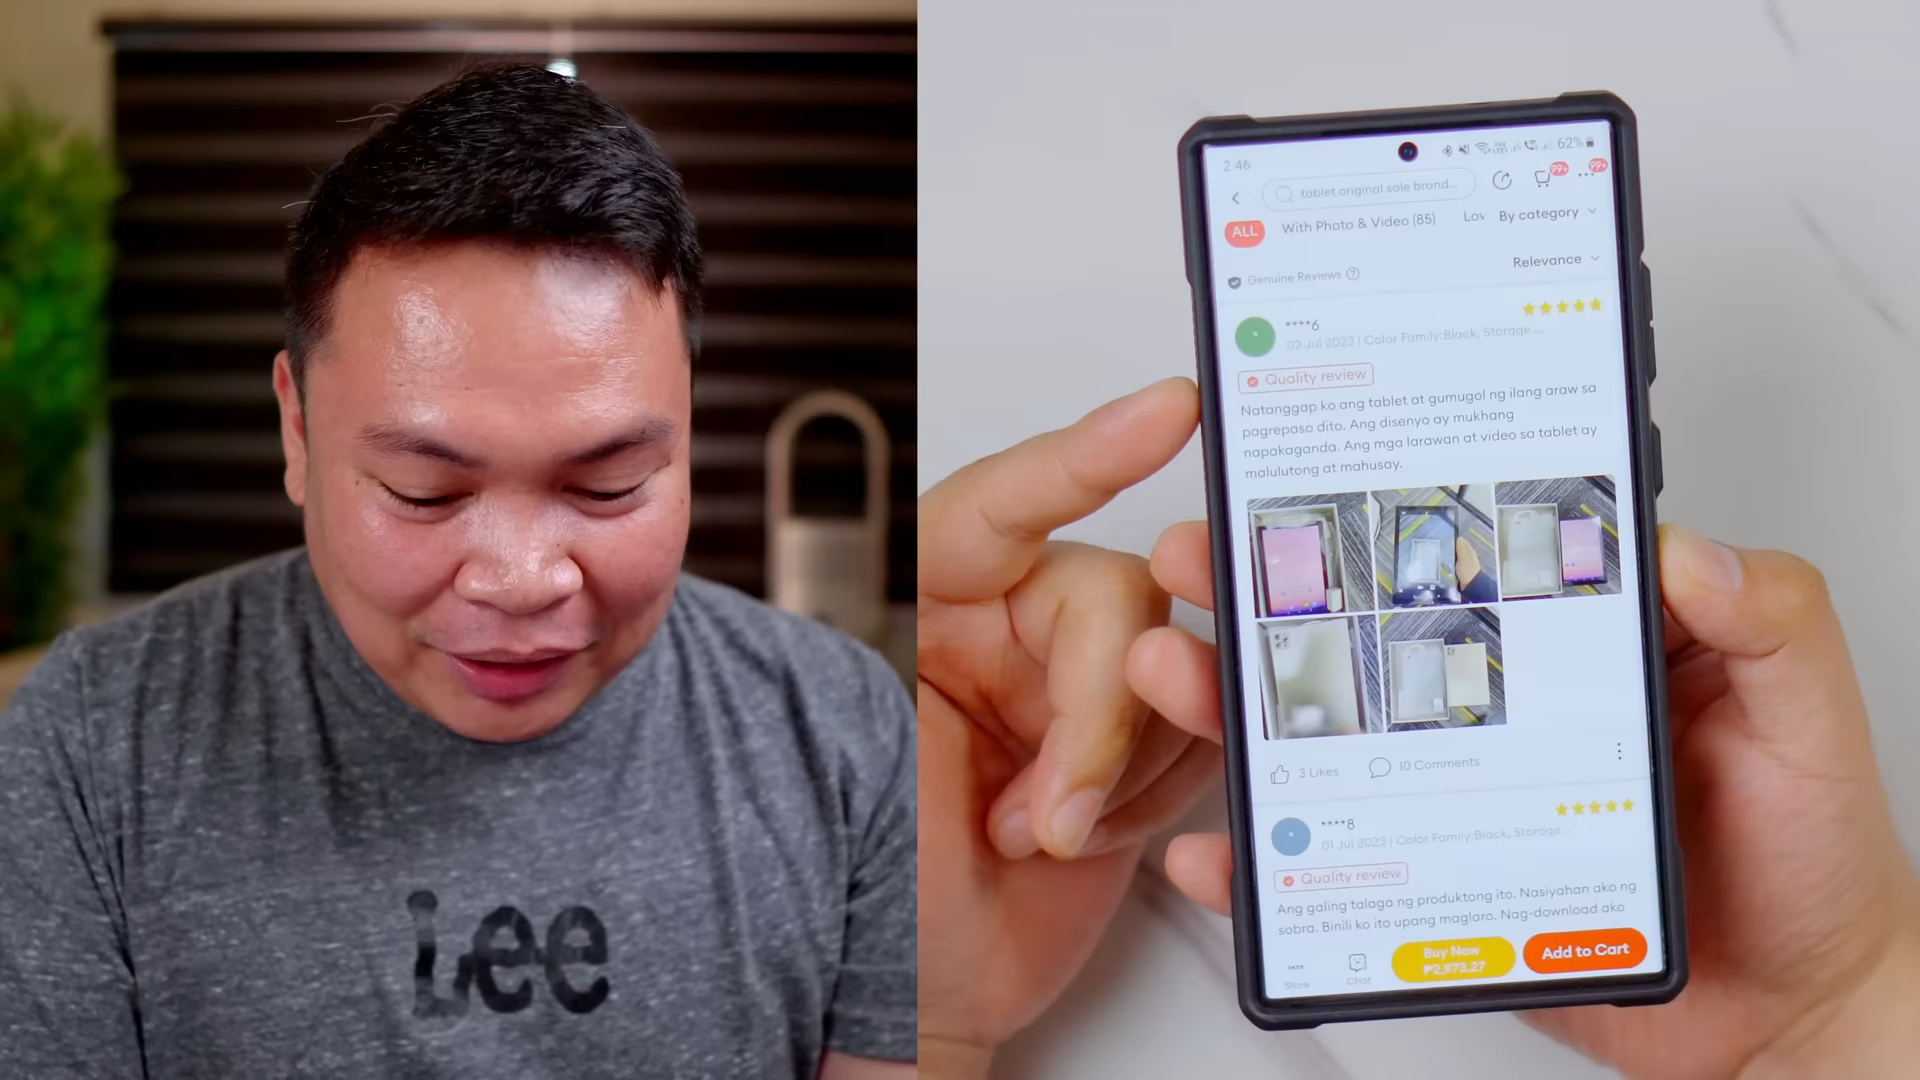 Lee
2.46
62%
tablet original sale brand...
99+
99+
ALL
With Photo & Video (85)
Lov
By category
Genuine Reviews
Relevance
****6
02 Jul 2023 | Color Family:Black, Storage ...
Quality review
Natanggap ko ang tablet at gumugol ng ilang araw sa
pagrepaso dito. Ang disenyo ay mukhang
napakaganda. Ang mga larawan at video sa tablet ay
malulutong at mahusay.
3 Likes
10 Comments
****8
01 Jul 2023 | Color Family:Black, Storage...
Quality review
Ang galing talaga ng produktong ito. Nasiyahan ako ng
sobra. Binili ko ito upang maglaro. Nag-download ako
Store
Chat
Buy Now
₱2,973.27
Add to Cart